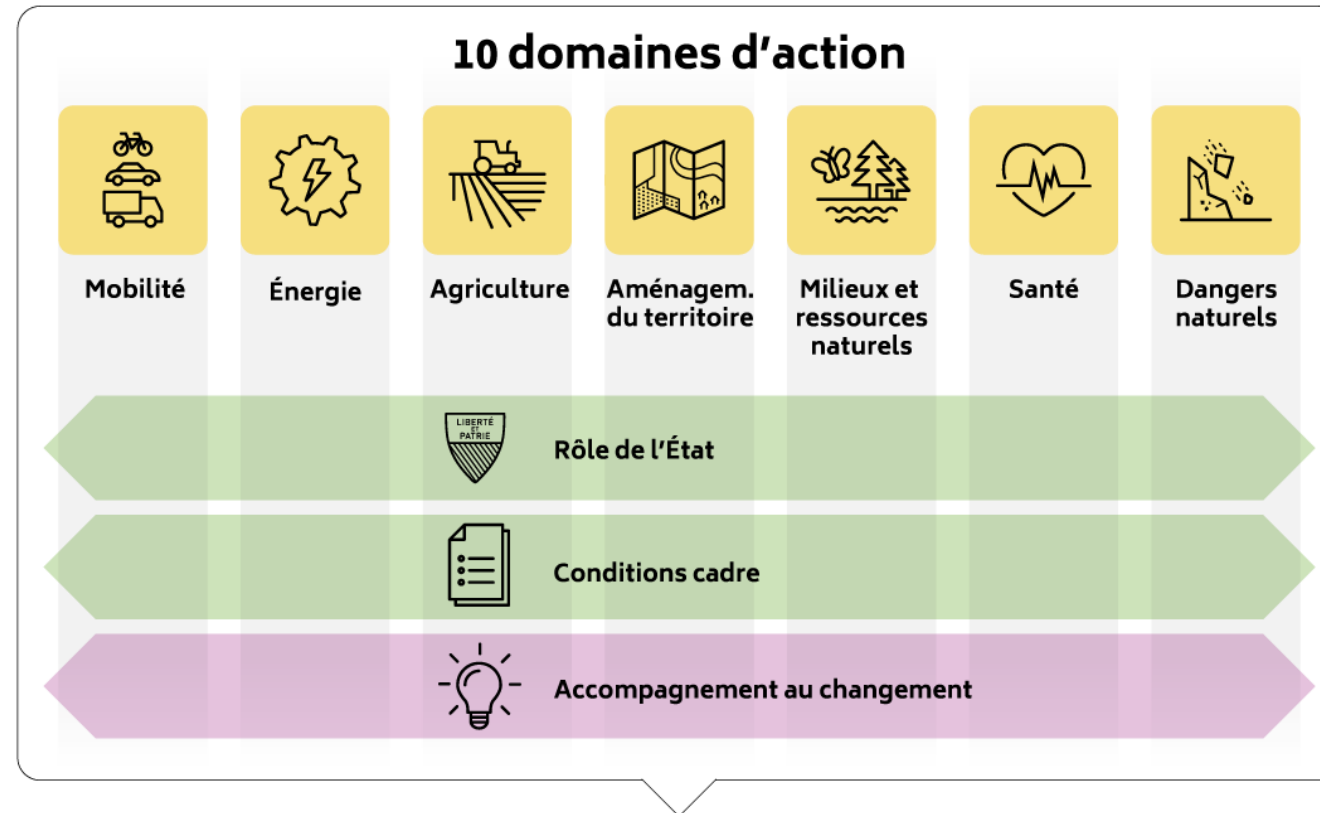 10 domaines d’action
Mobilité
Énergie
Agriculture
Aménagem.
du territoire
Milieux et
ressources
naturels
Santé
Dangers
naturels
LIBERTÉ
ET
PATRIE
Rôle de l’État
Conditions cadre
Accompagnement au changement